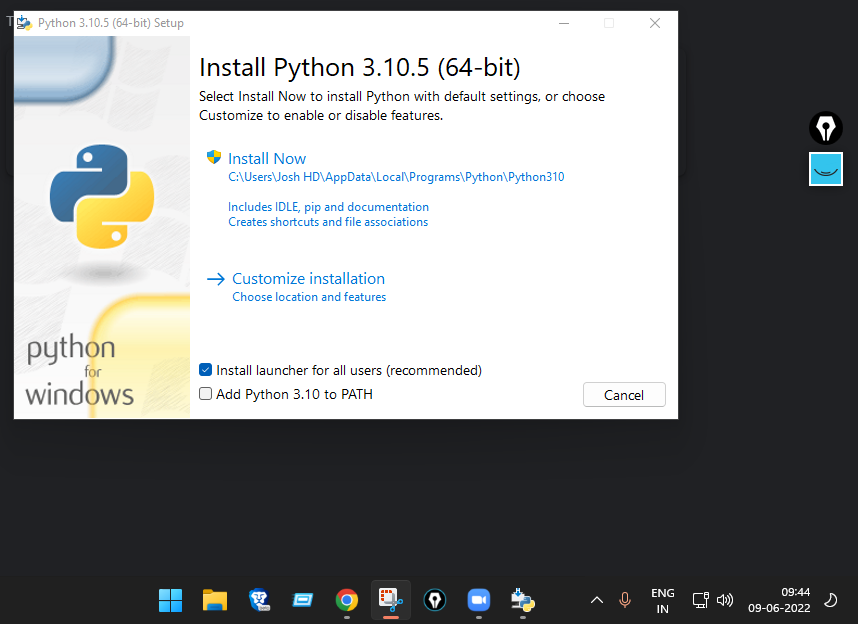 Python 3.10.5 (64-bit) Setup
Install Python 3.10.5 (64-bit)
Select Install Now to install Python with default settings, or choose
Customize to enable or disable features.
Install Now
C:\Users\Josh HD\AppData\Local\Programs\Python\Python310
Includes IDLE, pip and documentation
Creates shortcuts and file associations
Customize installation
Choose location and features
python
for
windows
Install launcher for all users (recommended)
Add Python 3.10 to PATH
Cancel
ENG
IN
09:44
09-06-2022